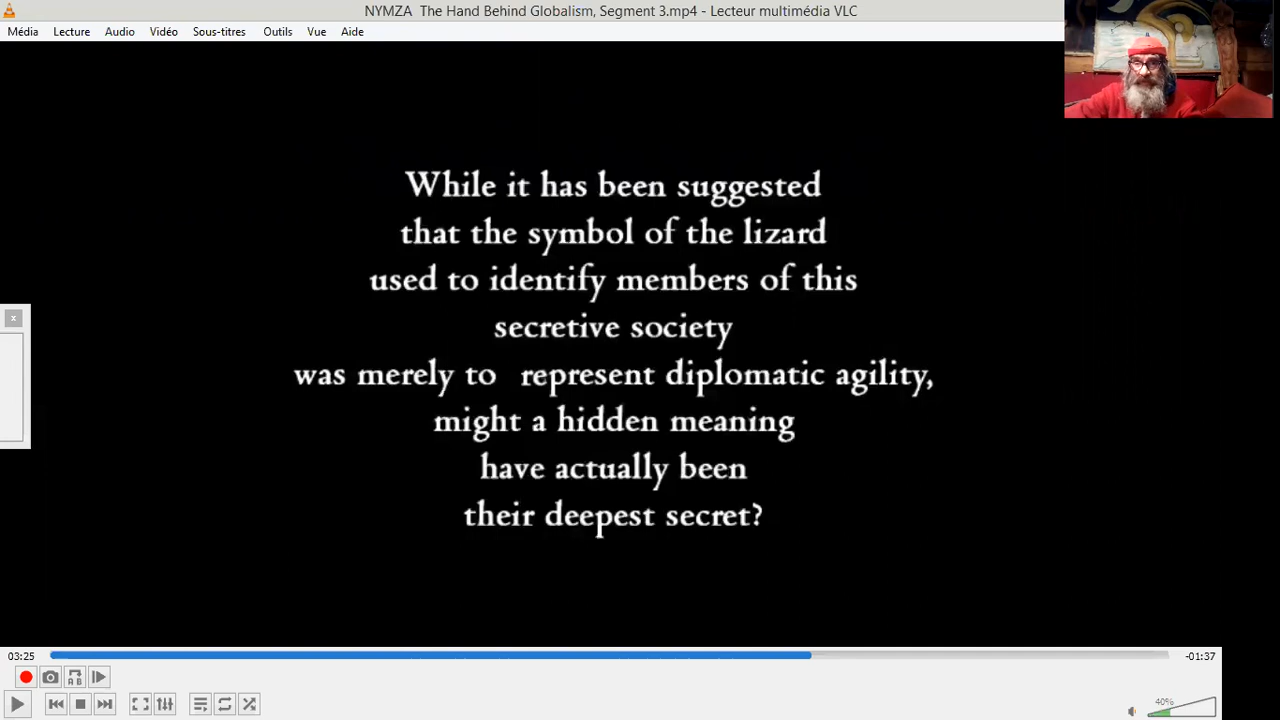 NYMZA  The Hand Behind Globalism, Segment 3.mp4 - Lecteur multimédia VLC
Média Lecture Audio Vidéo Sous-titres Outils Vue Aide
While it has been suggested
that the symbol of the lizard
used to identify members of this
secretive society
was merely to represent diplomatic agility,
might a hidden meaning
have actually been
their deepest secret?
x
03:25 -01:37
A B
40%